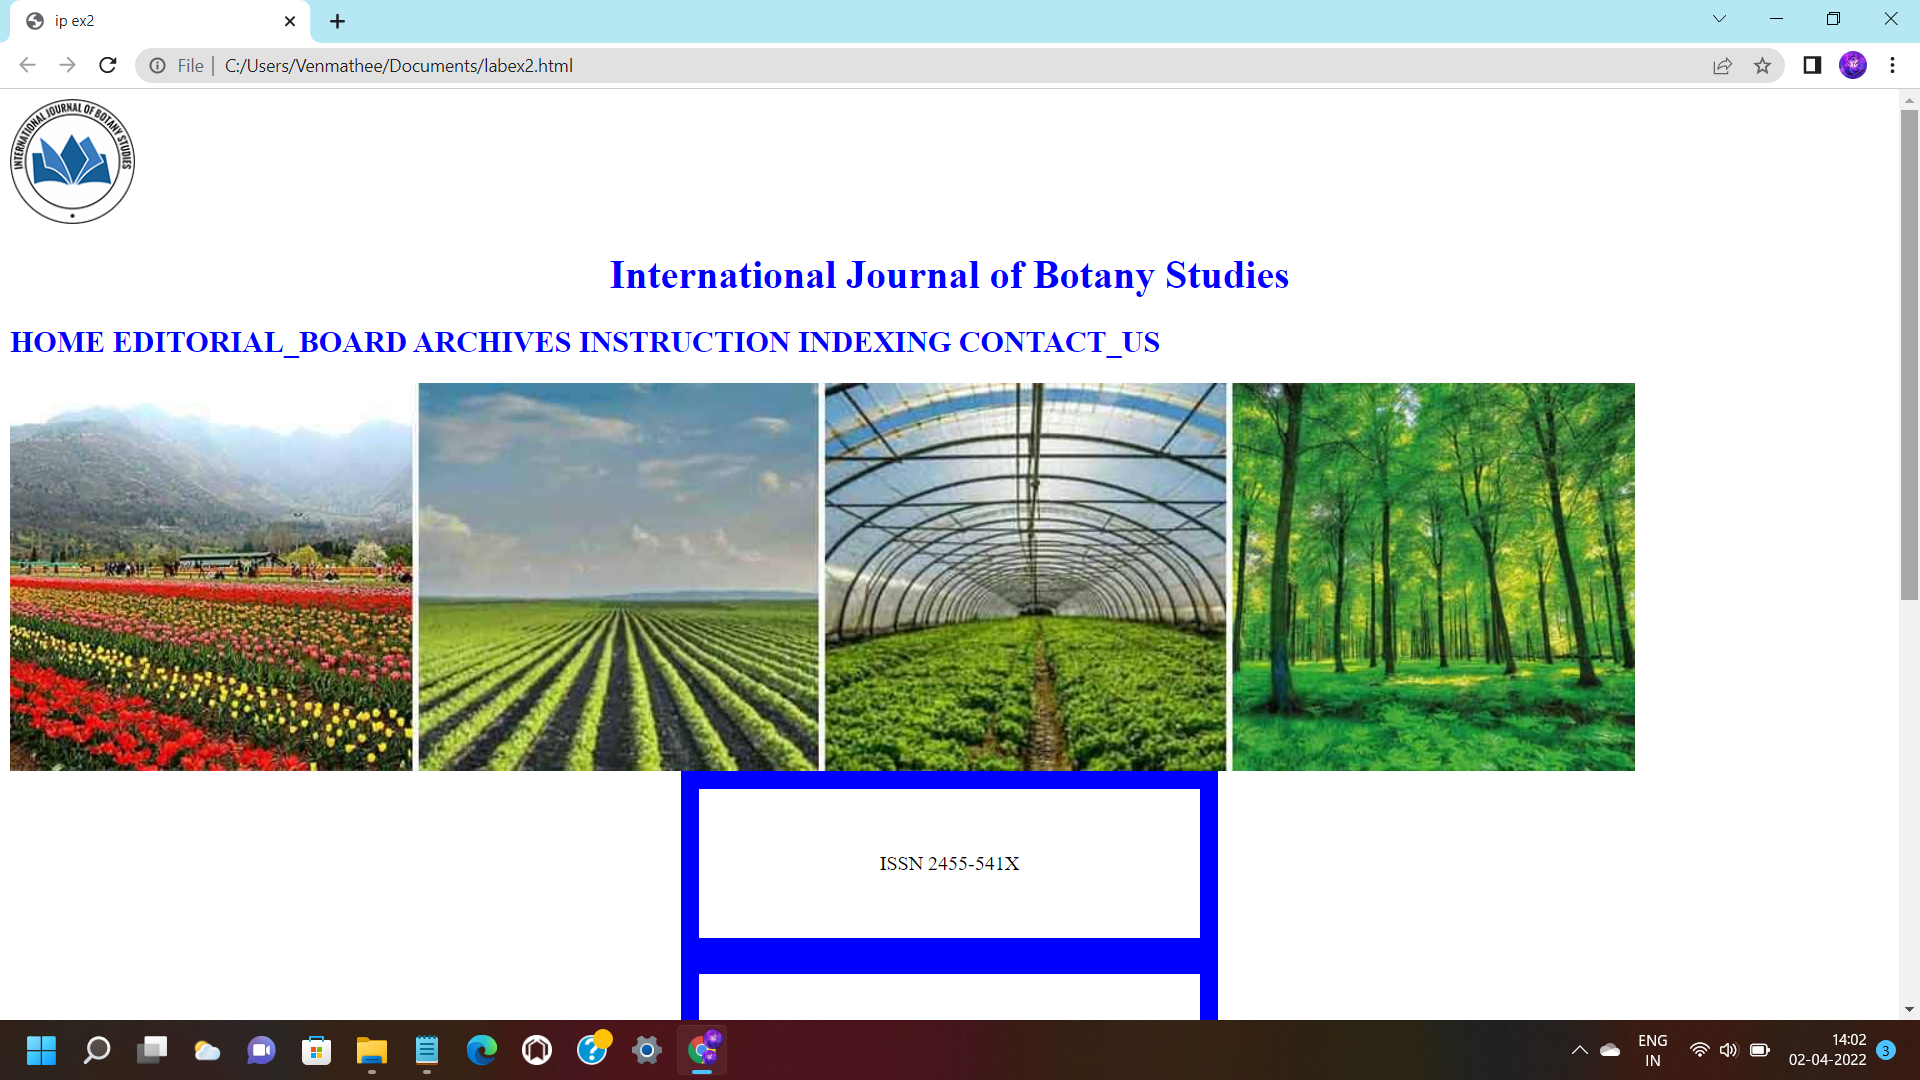 ip ex2
File | C:/Users/Venmathee/Documents/labex2.html
INTERNATIONAL JOURNAL OF BOTANY STUDIES
International Journal of Botany Studies
HOME EDITORIAL_BOARD ARCHIVES INSTRUCTION INDEXING CONTACT_US
ISSN 2455-541X
ENG
IN
14:02
02-04-2022
3